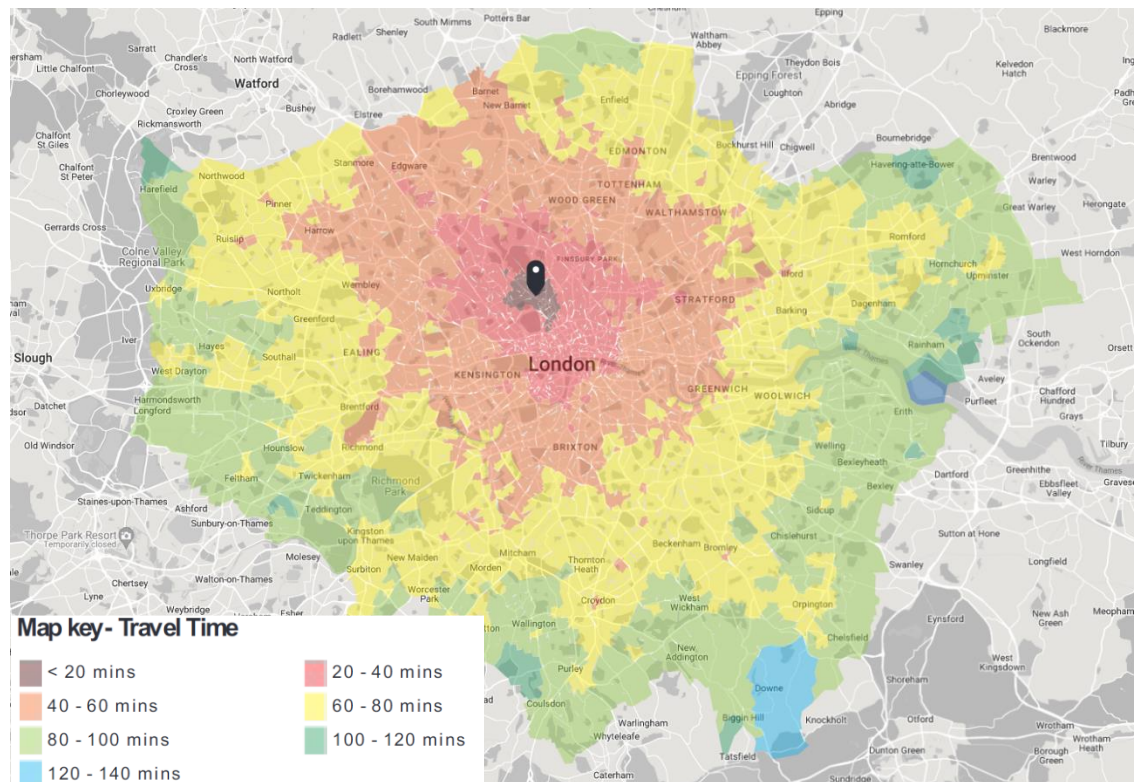 South Mimms
Potters Bar
Cheshunt
Epping
Blackmore
Radlett
Shenley
Waltham
Abbey
Sarratt
Theydon Bois
Kelvedon
Hatch
Chandler's
Cross
North Watford
Little Chalfont
Epping Forest
Loughton
Watford
Borehamwood
Barnet
Enfield
Abridge
Chorleywood
Croxley Green
Bushey
New Barnet
Rickmansworth
Elstree
Chalfont
St Giles
Buckhurst Hill
Chigwell
Bournebridge
Edgware
EDMONTON
Brentwood
Stanmore
Havering-atte-Bower
Chalfont
St Peter
Northwood
TOTTENHAM
Warley
Herongate
Harefield
Pinner
WOOD GREEN
WALTHAMSTOW
Great Warley
Gerrards Cross
Harrow
Romford
Colne Valley
Regional Park
Ruislip
FINSBURY PARK
West Horndon
Ilford
Hornchurch
Upminster
Uxbridge
Northolt
Wembley
STRATFORD
Dagenham
Greenford
Barking
Iver
South
Ockendon
Slough
Hayes
Southall
EALING
London
Rainham
Orsett
West Drayton
KENSINGTON
Aveley
GREENWICH
WOOLWICH
Chafford
Hundred
Datchet
Harmondsworth
Longford
Brentford
Purfleet
Erith
Grays
Old Windsor
Hounslow
Richmond
BRIXTON
Welling
Tilbury
Bexleyheath
River Thames
Feltham
Twickenham
Richmond
Park
Dartford
Greenhithe
Bexley
Ebbsfleet
Valley
Staines-upon-Thames
Ashford
Teddington
Sidcup
Sunbury-on-Thames
Thorpe Park Resort
Temporarily closed
Kingston
upon Thames
Chislehurst
Sutton at Hone
Molesey
New Malden
Mitcham
Beckenham
Bromley
Thornton
Heath
Chertsey
Surbiton
Morden
Swanley
Longfield
Walton-on-Thames
Worcester
Park
Lyne
Weybridge
Esher
Croydon
West
Wickham
Orpington
New Ash
Green
Meopham
Wallington
Eynsford
Chelsfield
New
Addington
Purley
West
Kingsdown
Downe
Shoreham
Coulsdon
Biggin Hill
Knockholt
Otford
Wrotham
Warlingham
Whyteleafe
Wrotham
Heath
Tatsfield
Dunton Green
Borough
Green
Caterham
Sundridge
Map key- Travel Time
< 20 mins
20 - 40 mins
40 - 60 mins
60 - 80 mins
80 - 100 mins
100 - 120 mins
120 - 140 mins